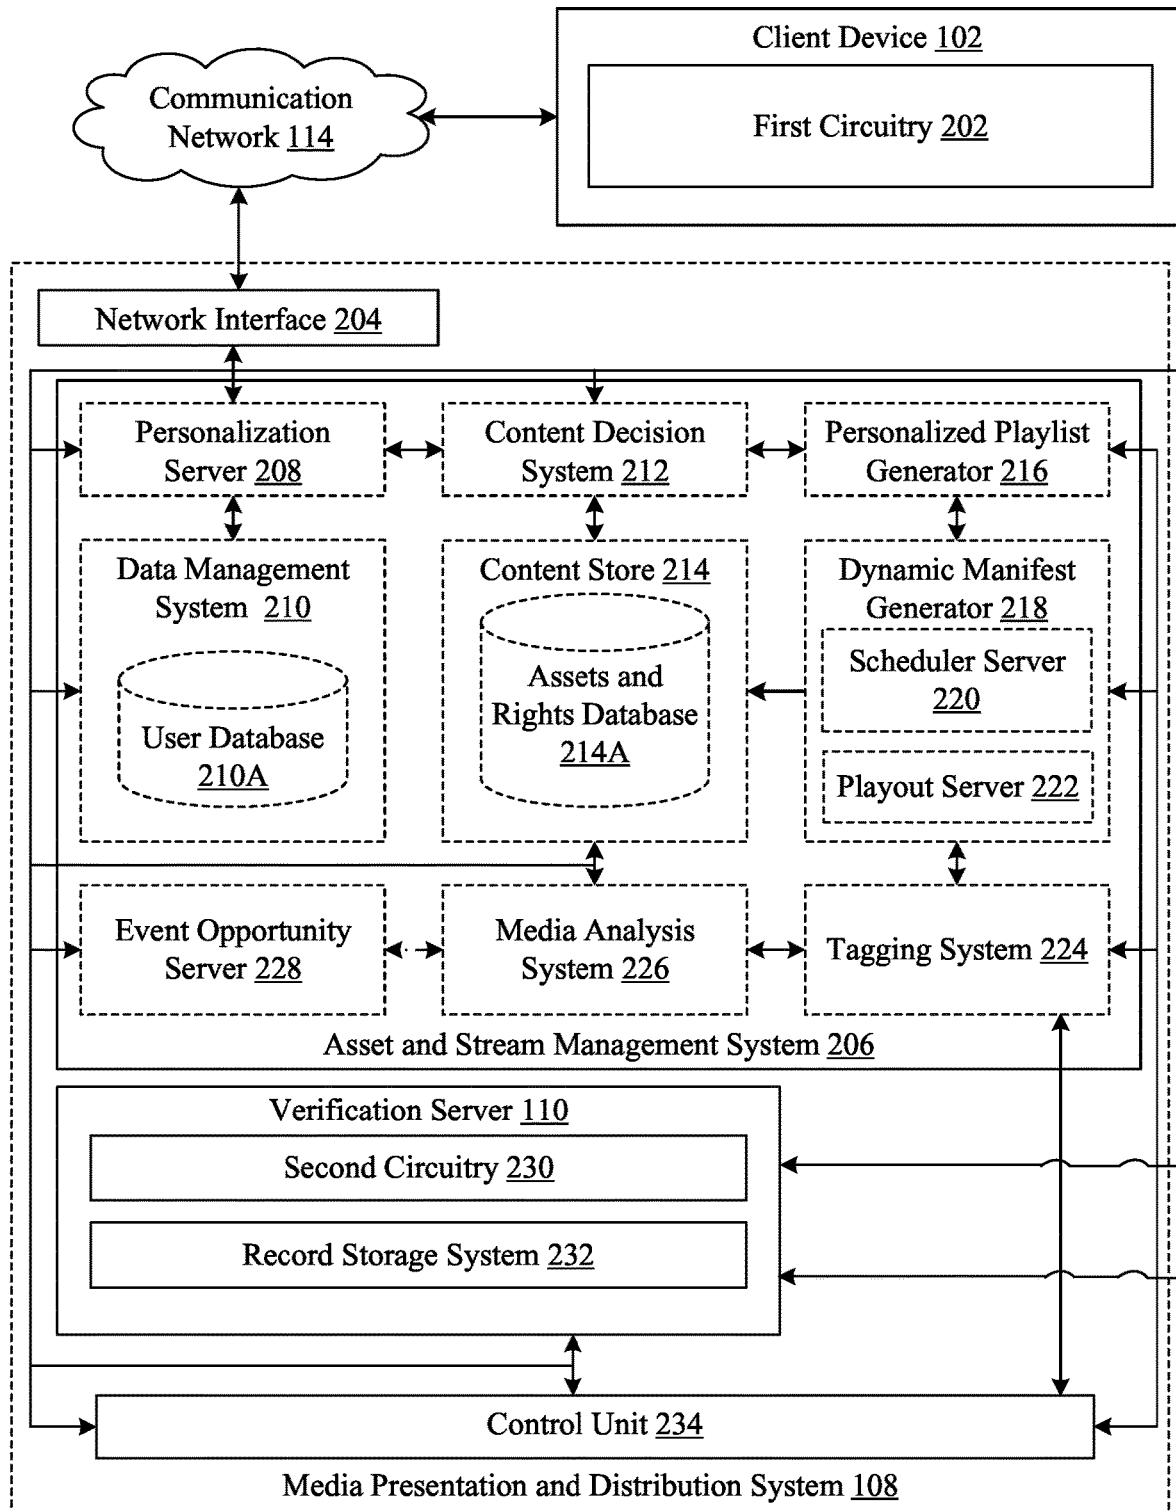 Client Device 102
First Circuitry 202
Communication
Network 114
Network Interface 204
Personalization
Server 208
Content Decision
System 212
Personalized Playlist
Generator 216
Data Management
System 210
User Database
210A
Content Store 214
Assets and
Rights Database
214A
Dynamic Manifest
Generator 218
Scheduler Server
220
Playout Server 222
Event Opportunity
Server 228
Media Analysis
System 226
Tagging System 224
Asset and Stream Management System 206
Verification Server 110
Second Circuitry 230
Record Storage System 232
Control Unit 234
Media Presentation and Distribution System 108